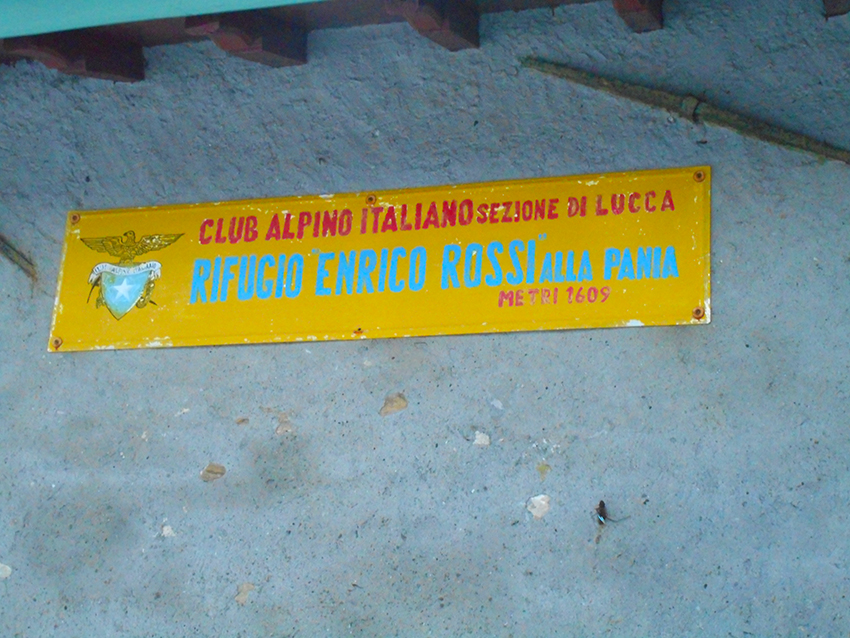 CLUB ALPINO ITALIANO SEZIONE DI LUCCA
RIFUGIO "ENRICO ROSSI" ALLA PANIA
METRI 1609